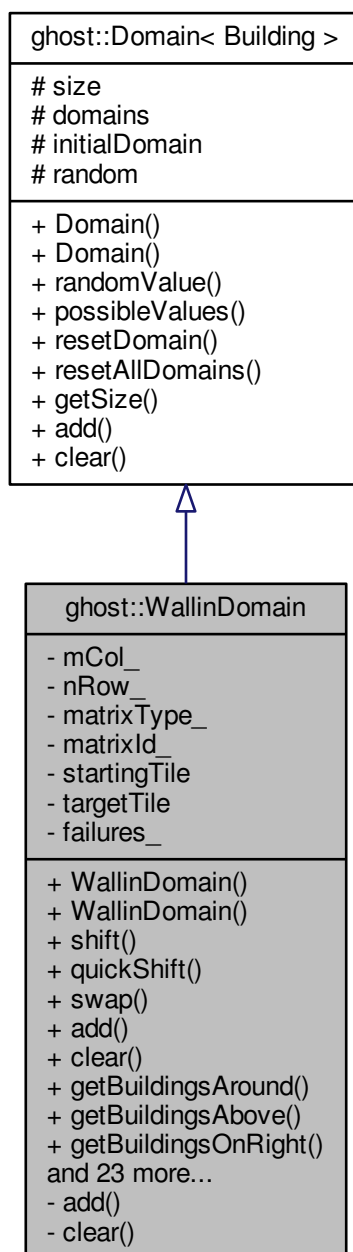 ghost::Domain< Building >
# size
# domains
# initialDomain
# random
+ Domain()
+ Domain()
+ randomValue()
+ possibleValues()
+ resetDomain()
+ resetAllDomains()
+ getSize()
+ add()
+ clear()
ghost::WallinDomain
- mCol_
- nRow_
- matrixType_
- matrixId_
- startingTile
- targetTile
- failures_
+ WallinDomain()
+ WallinDomain()
+ shift()
+ quickShift()
+ swap()
+ add()
+ clear()
+ getBuildingsAround()
+ getBuildingsAbove()
+ getBuildingsOnRight()
and 23 more...
- add()
- clear()